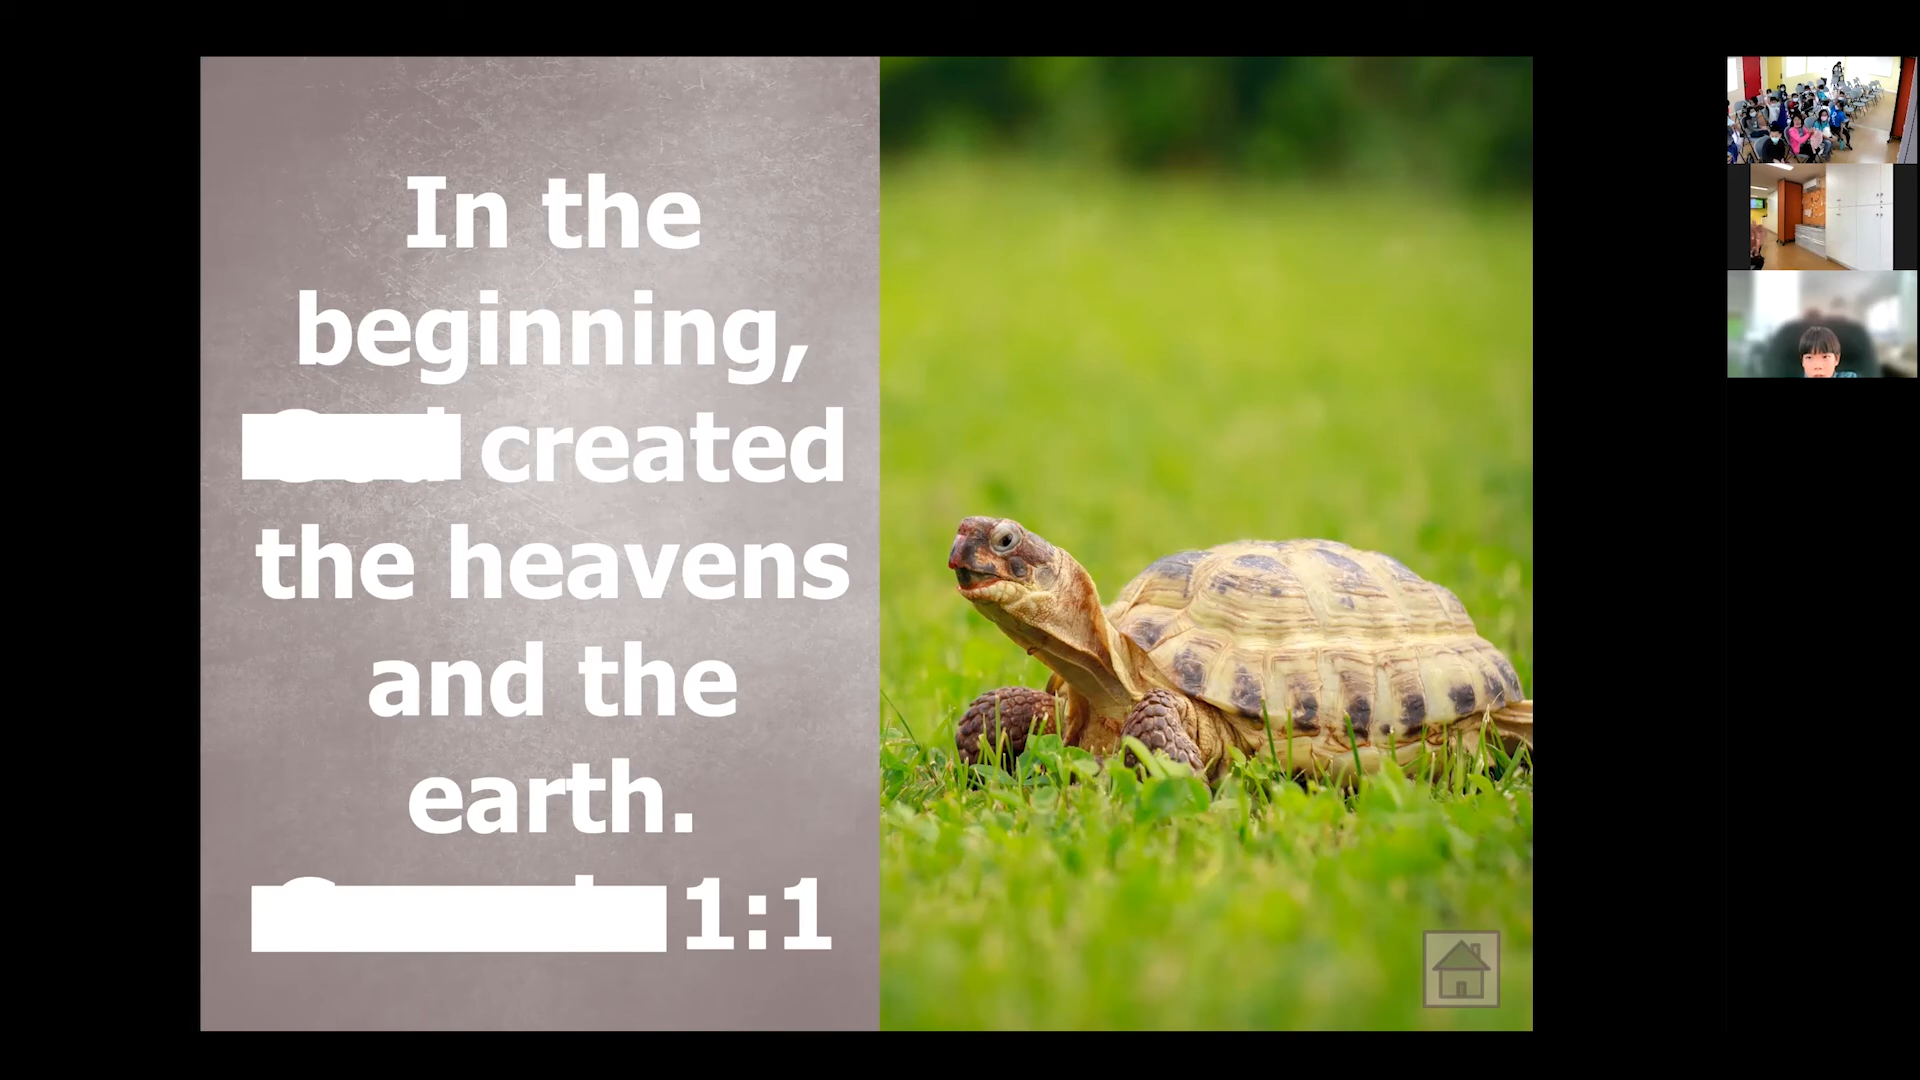 In the
beginning,
created
the heavens
and the
earth.
1:1